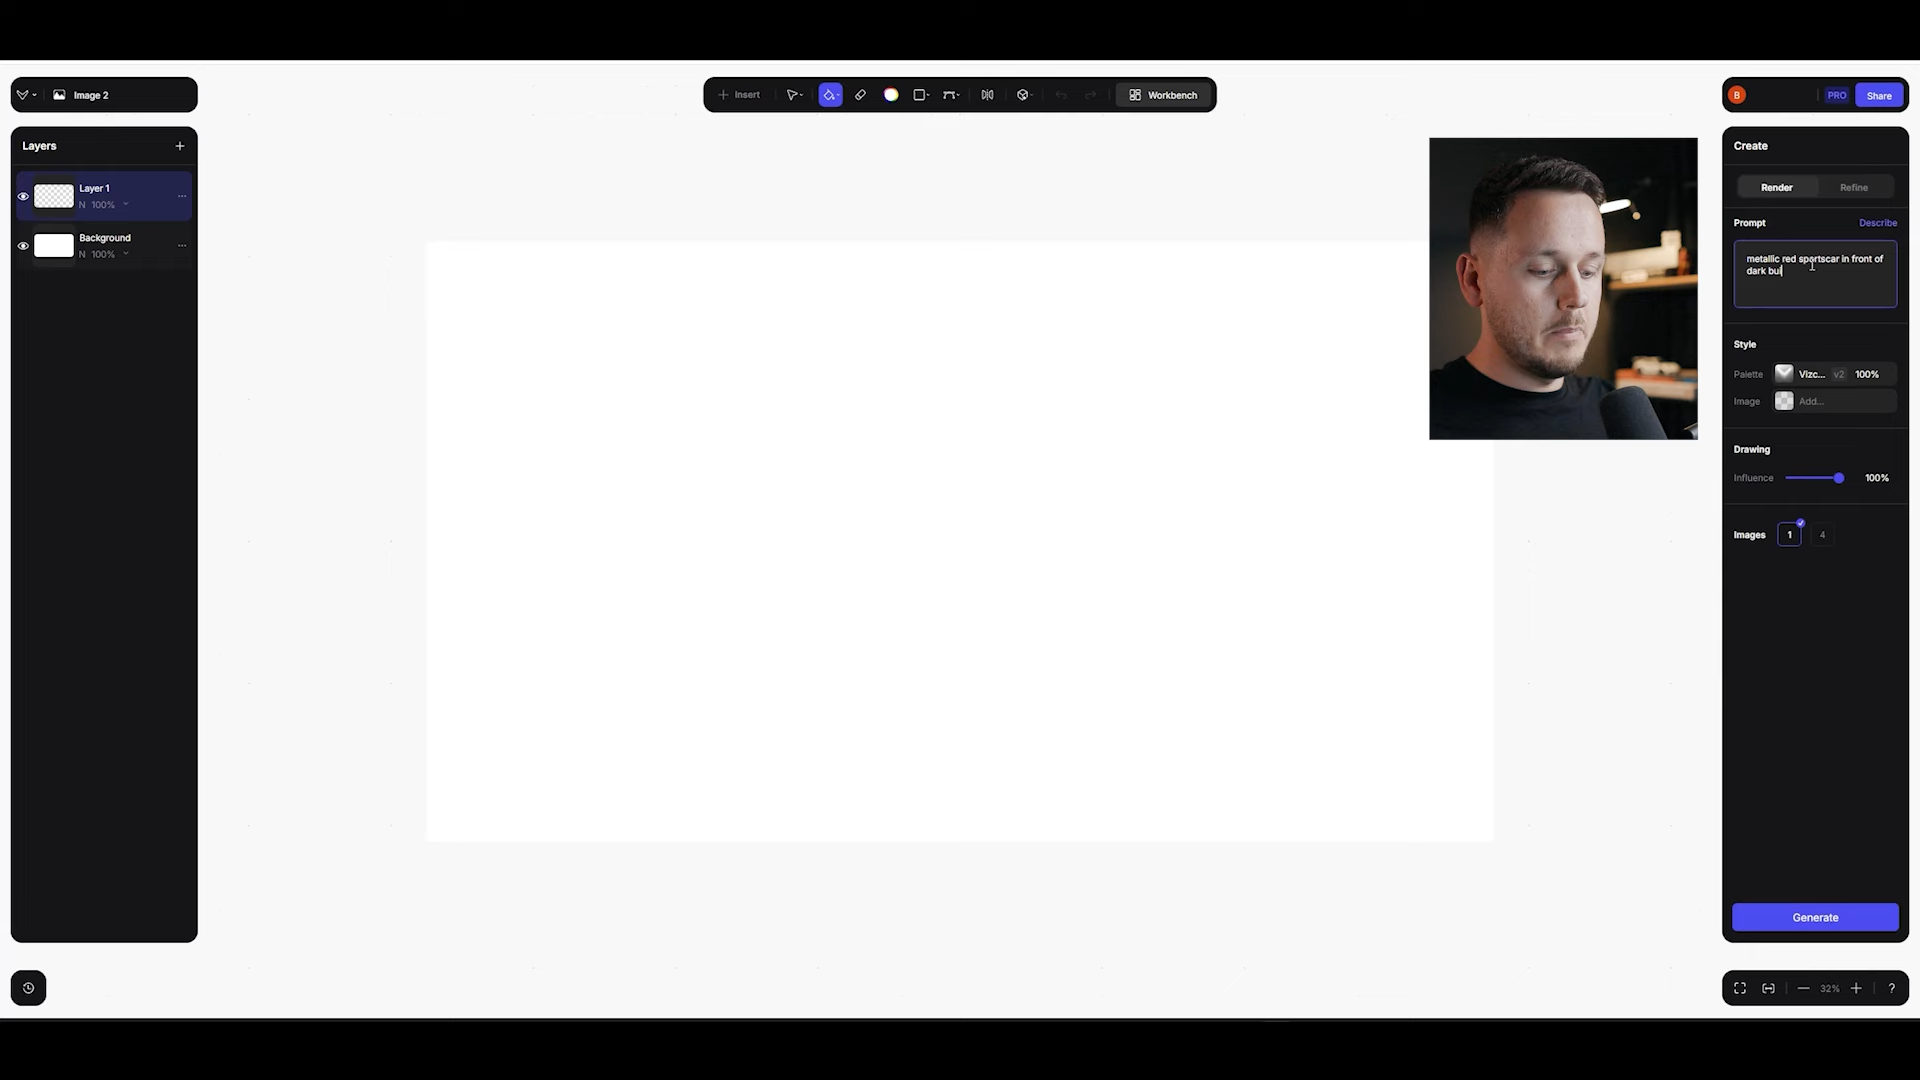 Image 2
Insert
Workbench
B
PRO
Share
Layers
Layer 1
N 100%
Background
N 100%
Create
Render
Refine
Prompt
Describe
metallic red sportscar in front of
dark bui
Style
Palette
Vizc...
v2
100%
Image
Add...
Drawing
Influence
100%
Images
1
4
Generate
32%
?